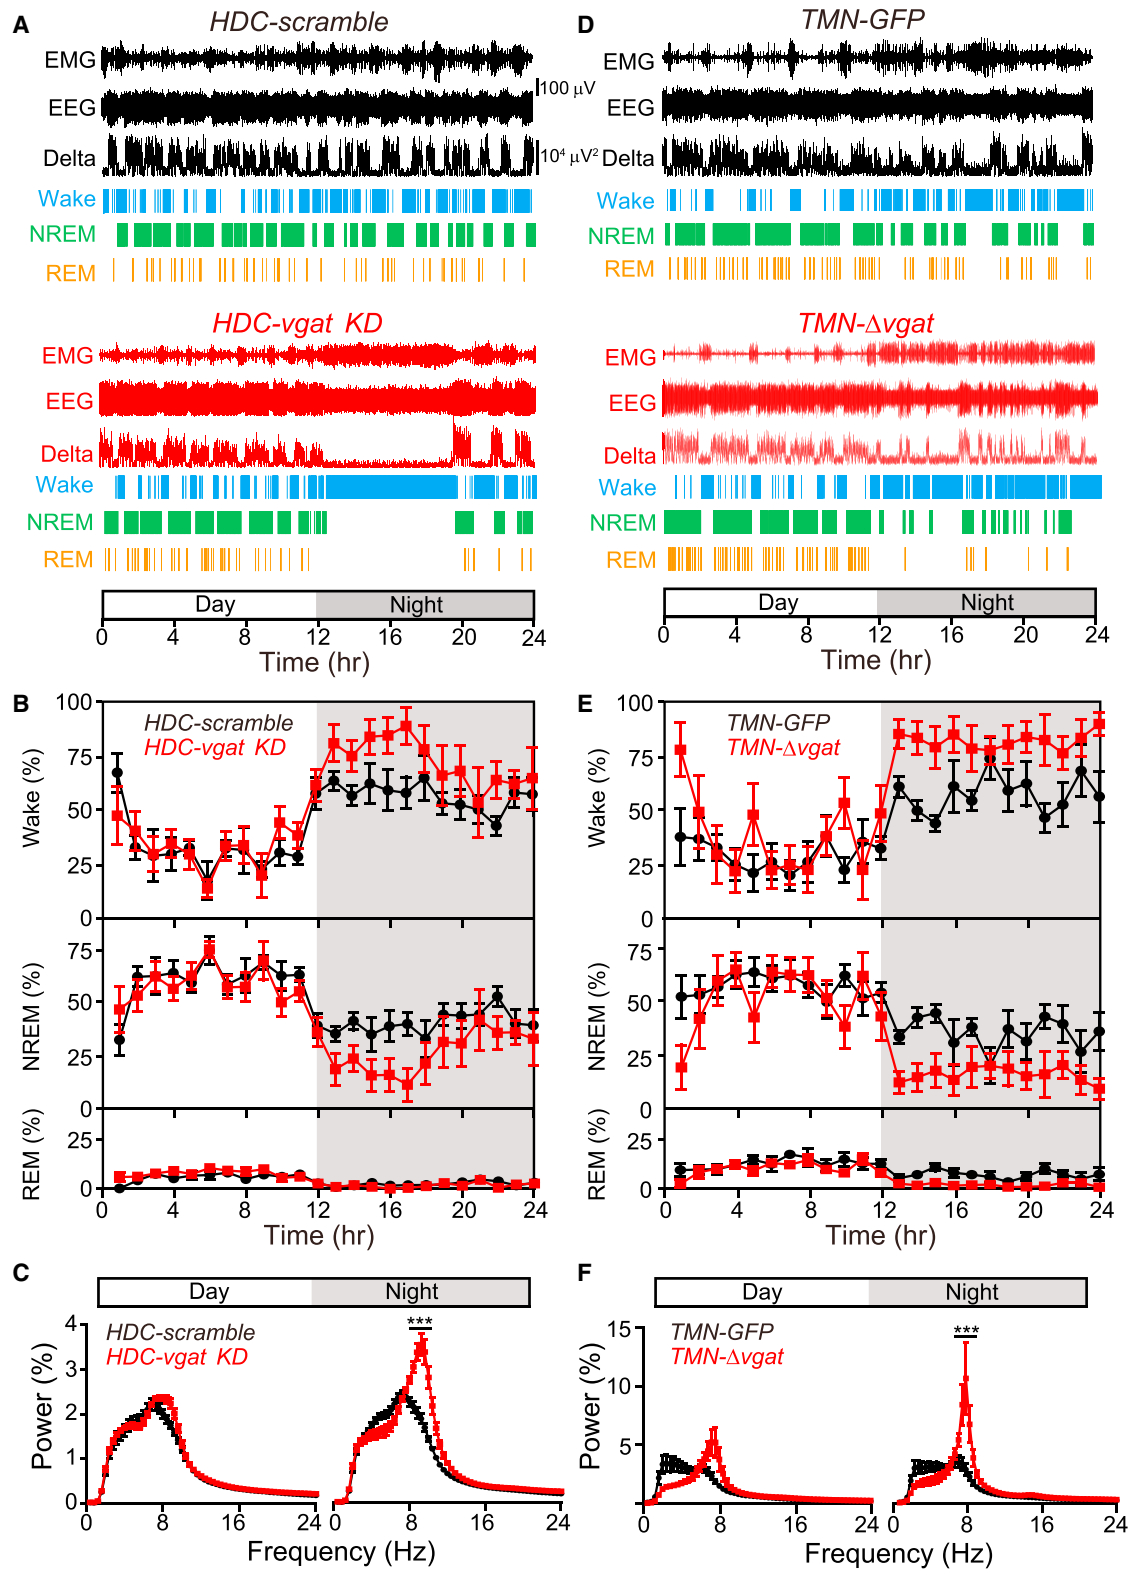 A
HDC-scramble
EMG
100 µV
EEG
Delta
10⁴ µV²
Wake
NREM
REM
HDC-vgat KD
EMG
EEG
Delta
Wake
NREM
REM
Day Night
0 4 8 12 16 20 24
Time (hr)
D
TMN-GFP
EMG
EEG
Delta
Wake
NREM
REM
TMN-Δvgat
EMG
EEG
Delta
Wake
NREM
REM
Day Night
0 4 8 12 16 20 24
Time (hr)
B
HDC-scramble
HDC-vgat KD
Wake (%)
100
75
50
25
0
NREM (%)
75
50
25
0
REM (%)
25
0
0 4 8 12 16 20 24
Time (hr)
E
TMN-GFP
TMN-Δvgat
Wake (%)
100
75
50
25
0
NREM (%)
75
50
25
0
REM (%)
25
0
0 4 8 12 16 20 24
Time (hr)
C
Day Night
HDC-scramble
HDC-vgat KD
***
Power (%)
4
3
2
1
0
0 8 16 24 0 8 16 24
Frequency (Hz)
F
Day Night
TMN-GFP
TMN-Δvgat
***
Power (%)
15
10
5
0 8 16 24 0 8 16 24
Frequency (Hz)